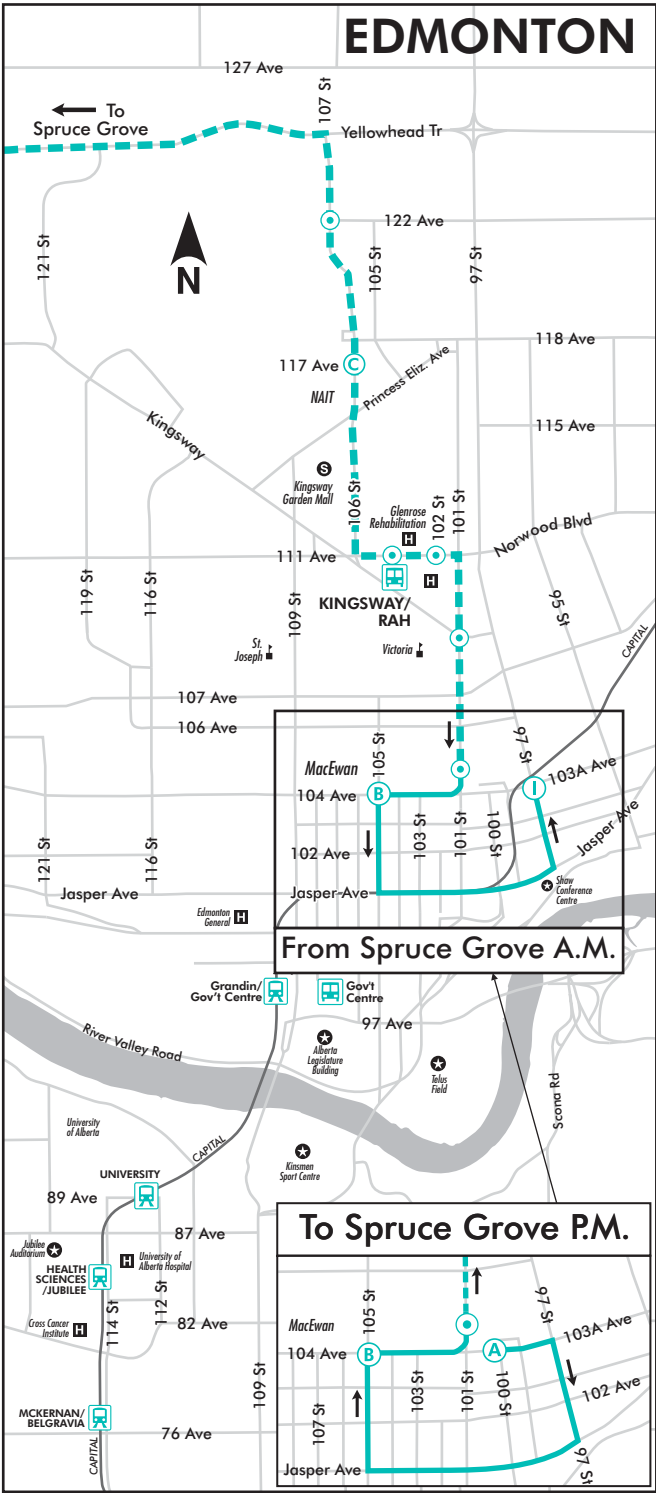 EDMONTON
127 Ave
107 St
To
Spruce Grove
Yellowhead Tr
122 Ave
121 St
N
105 St
97 St
118 Ave
117 Ave
C
Princess Eliz. Ave
NAIT
115 Ave
Kingsway
S
Kingsway
Garden Mall
106 St
Glenrose
Rehabilitation
H
102 St
101 St
Norwood Blvd
111 Ave
H
KINGSWAY/
RAH
119 St
116 St
109 St
95 St
CAPITAL
St.
Joseph
Victoria
107 Ave
106 Ave
105 St
97 St
MacEwan
103A Ave
104 Ave
B
I
103 St
101 St
100 St
102 Ave
Jasper Ave
121 St
116 St
Jasper Ave
Jasper Ave
Shaw
Conference
Centre
Edmonton
General
H
From Spruce Grove A.M.
Grandin/
Gov't Centre
Gov't
Centre
97 Ave
River Valley Road
Alberta
Legislature
Building
Telus
Field
Scona Rd
University
of Alberta
CAPITAL
Kinsmen
Sport Centre
UNIVERSITY
89 Ave
To Spruce Grove P.M.
87 Ave
Jubilee
Auditorium
H
University of
Alberta Hospital
HEALTH
SCIENCES
/JUBILEE
112 St
114 St
Cross Cancer
Institute
H
82 Ave
109 St
105 St
97 St
MacEwan
103A Ave
104 Ave
B
A
103 St
101 St
100 St
102 Ave
107 St
MCKERNAN/
BELGRAVIA
76 Ave
CAPITAL
Jasper Ave
97 St